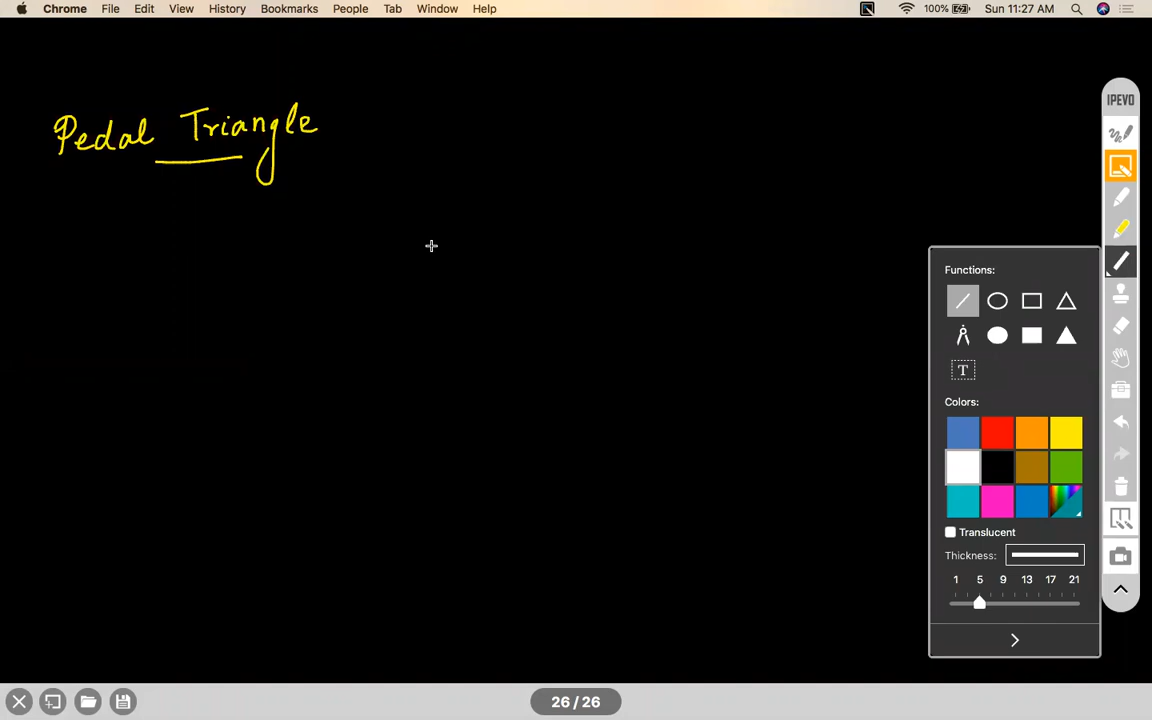 Chrome File Edit View History Bookmarks People Tab Window Help 100% Sun 11:27 AM
IPEVO
Pedal Triangle
Functions:
T
Colors:
Translucent
Thickness:
1 5 9 13 17 21
26 / 26